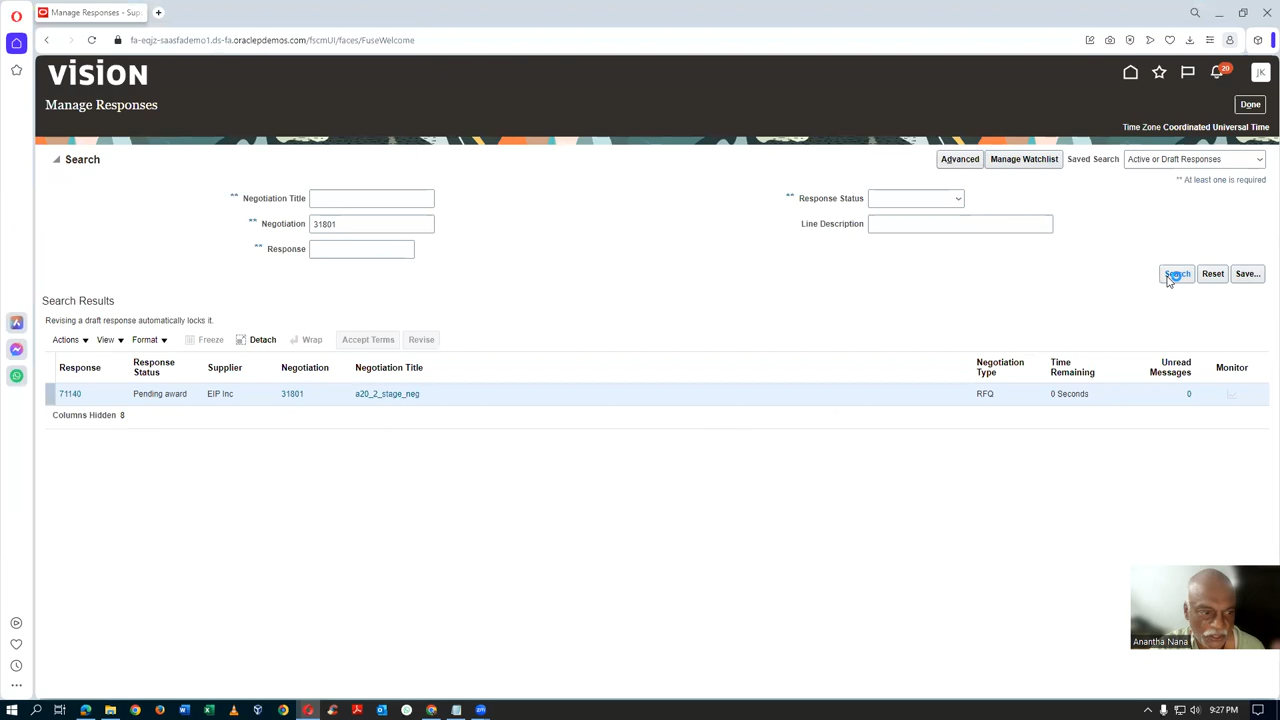 Manage Responses - Sup
fa-eqjz-saasfademo1.ds-fa.oraclepdemos.com/fscmUI/faces/FuseWelcome
vision
20
JK
Manage Responses
Done
Time Zone Coordinated Universal Time
Search
Advanced
Manage Watchlist
Saved Search
Active or Draft Responses
** At least one is required
** Negotiation Title
** Response Status
** Negotiation
31801
Line Description
** Response
Search
Reset
Save...
Search Results
Revising a draft response automatically locks it.
Actions
View
Format
Freeze
Detach
Wrap
Accept Terms
Revise
Response
Response Status
Supplier
Negotiation
Negotiation Title
Negotiation Type
Time Remaining
Unread Messages
Monitor
71140
Pending award
EIP Inc
31801
a20_2_stage_neg
RFQ
0 Seconds
0
Columns Hidden 8
Anantha Nana
9:27 PM